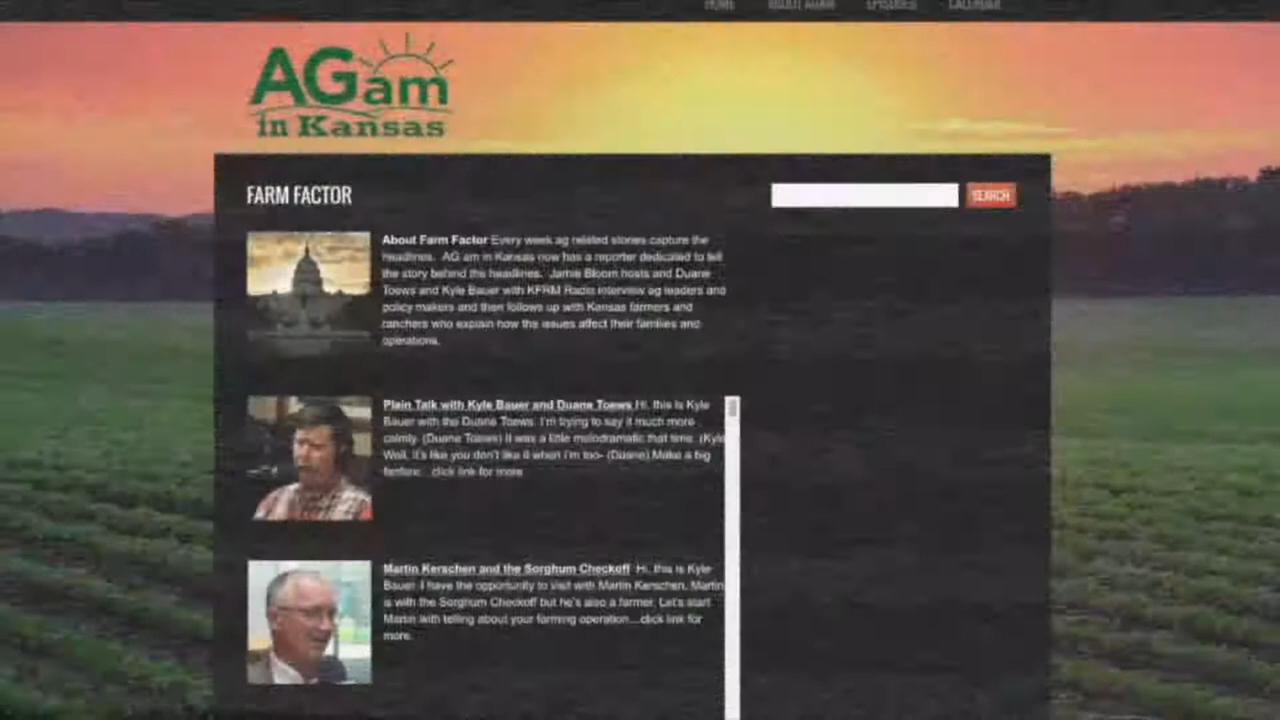 HOME ABOUT AGAM EPISODES CALENDAR
AGam
in Kansas
FARM FACTOR
SEARCH
About Farm Factor Every week ag related stories capture the
headlines. AG am in Kansas now has a reporter dedicated to tell
the story behind the headlines. Jamie Bloom hosts and Duane
Toews and Kyle Bauer with KFRM Radio interview ag leaders and
policy makers and then follows up with Kansas farmers and
ranchers who explain how the issues affect their families and
operations.
Plain Talk with Kyle Bauer and Duane Toews Hi, this is Kyle
Bauer with the Duane Toews. I'm trying to say it much more
calmly. (Duane Toews) It was a little melodramatic that time. (Kyle
Well, it's like you don't like it when I'm too- (Duane) Make a big
fanfare... click link for more
Martin Kerschen and the Sorghum Checkoff Hi, this is Kyle
Bauer. I have the opportunity to visit with Martin Kerschen. Martin
is with the Sorghum Checkoff but he's also a farmer. Let's start
Martin with telling about your farming operation...click link for
more.